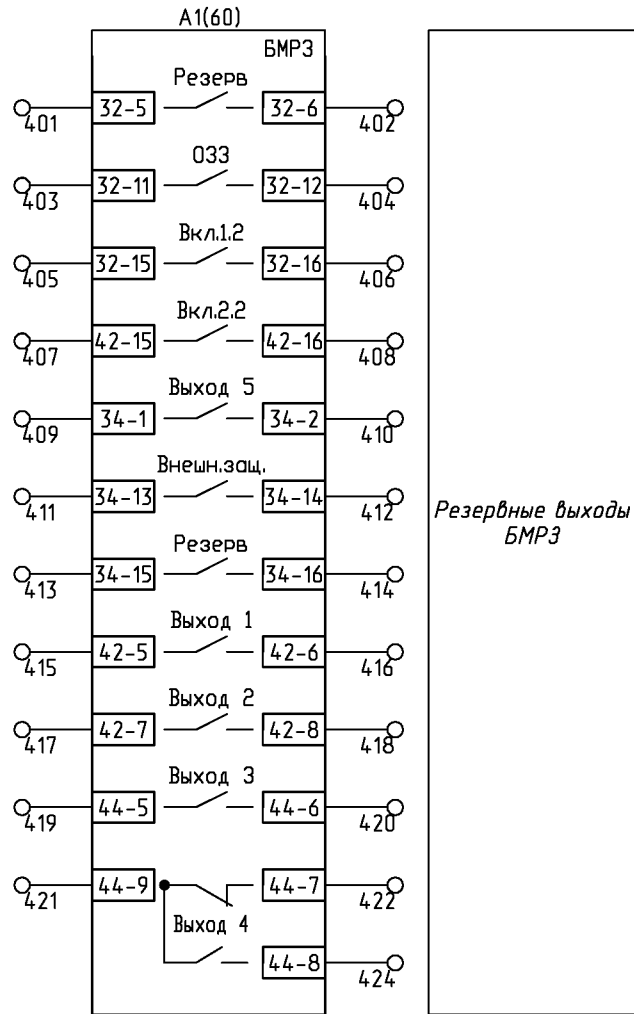 A1(60)
БМРЗ
Резерв
32-5 32-6
401 402
ОЗЗ
32-11 32-12
403 404
Вкл.1.2
32-15 32-16
405 406
Вкл.2.2
42-15 42-16
407 408
Выход 5
34-1 34-2
409 410
Внешн.защ.
34-13 34-14
411 412
Резервные выходы
БМРЗ
Резерв
34-15 34-16
413 414
Выход 1
42-5 42-6
415 416
Выход 2
42-7 42-8
417 418
Выход 3
44-5 44-6
419 420
44-9 44-7
421 422
Выход 4
44-8
424